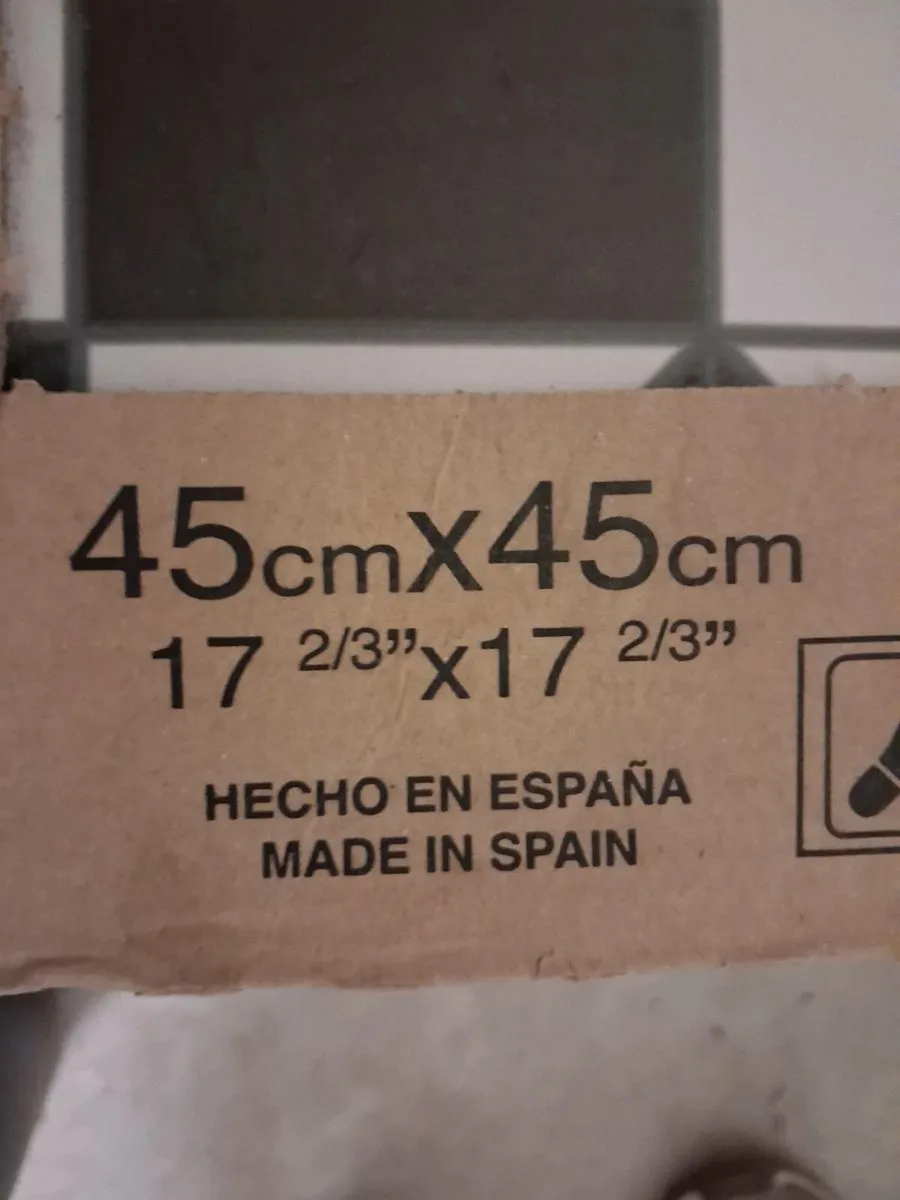 45cmx45cm
17 2/3”x17 2/3”
HECHO EN ESPAÑA
MADE IN SPAIN